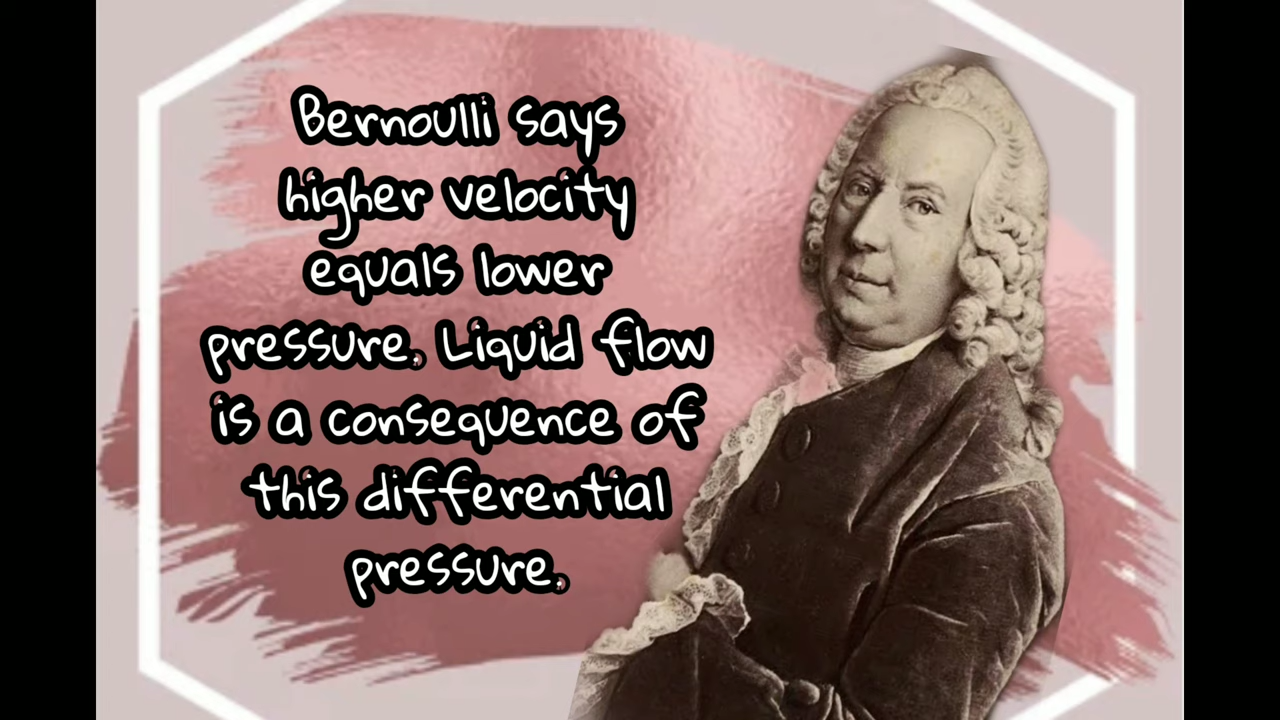 Bernoulli says
higher velocity
equals lower
pressure. Liquid flow
is a consequence of
this differential
pressure.